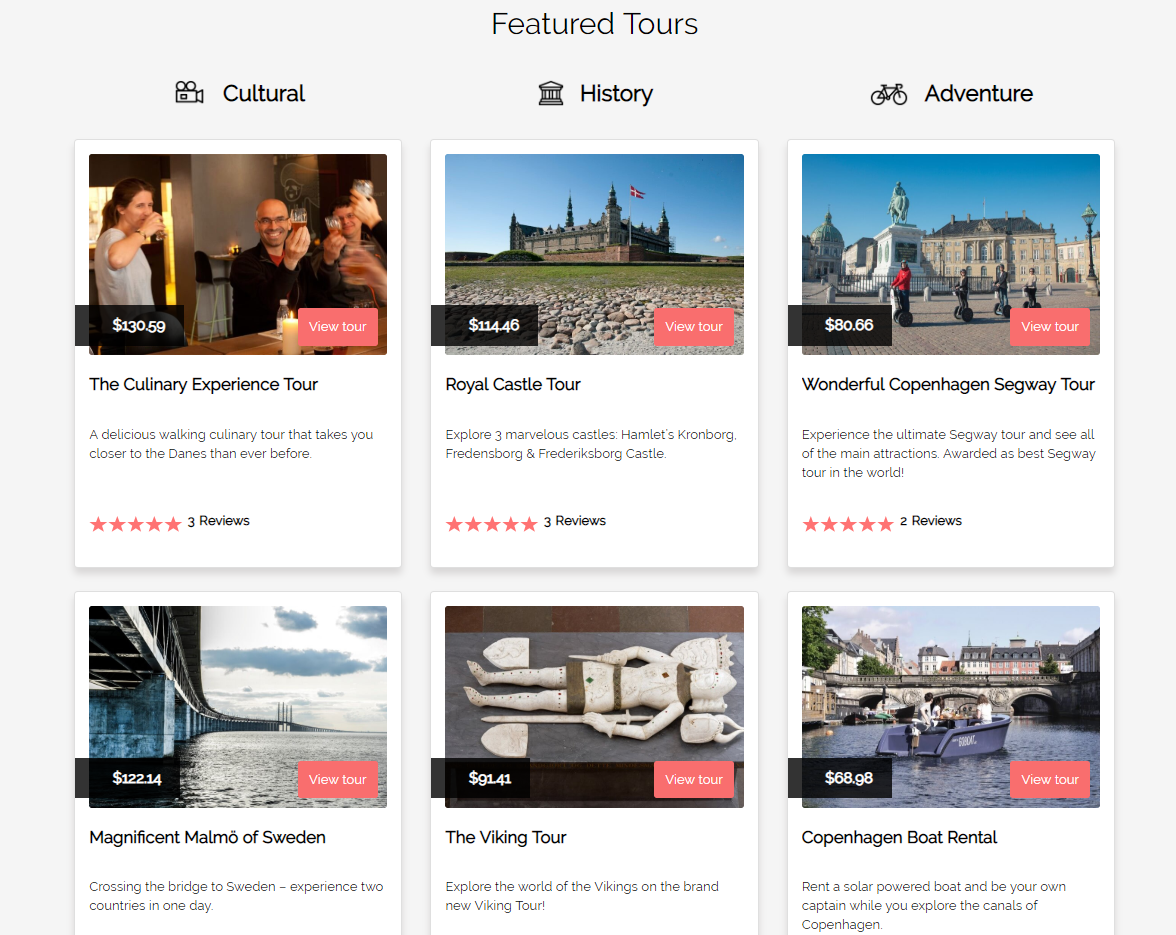 Featured Tours
Cultural
History
Adventure
$130.59
View tour
The Culinary Experience Tour
A delicious walking culinary tour that takes you
closer to the Danes than ever before.
3 Reviews
$114.46
View tour
Royal Castle Tour
Explore 3 marvelous castles: Hamlet's Kronborg,
Fredensborg & Frederiksborg Castle.
3 Reviews
$80.66
View tour
Wonderful Copenhagen Segway Tour
Experience the ultimate Segway tour and see all
of the main attractions. Awarded as best Segway
tour in the world!
2 Reviews
$122.14
View tour
Magnificent Malmö of Sweden
Crossing the bridge to Sweden – experience two
countries in one day.
$91.41
View tour
The Viking Tour
Explore the world of the Vikings on the brand
new Viking Tour!
GOBOAT
$68.98
View tour
Copenhagen Boat Rental
Rent a solar powered boat and be your own
captain while you explore the canals of
Copenhagen.